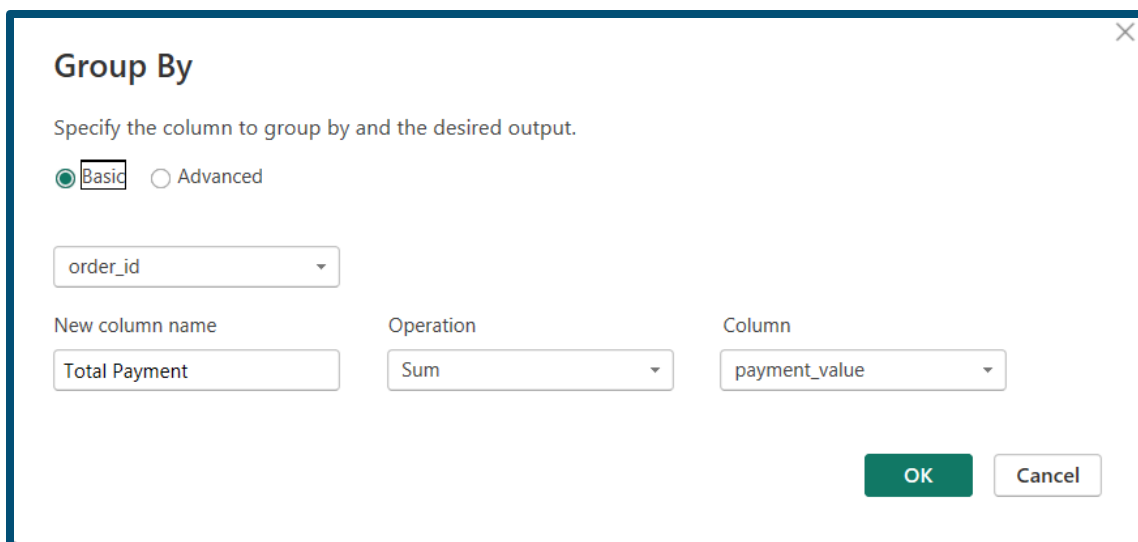 Group By
Specify the column to group by and the desired output.
Basic Advanced
order_id
New column name Operation Column
Total Payment Sum payment_value
OK Cancel